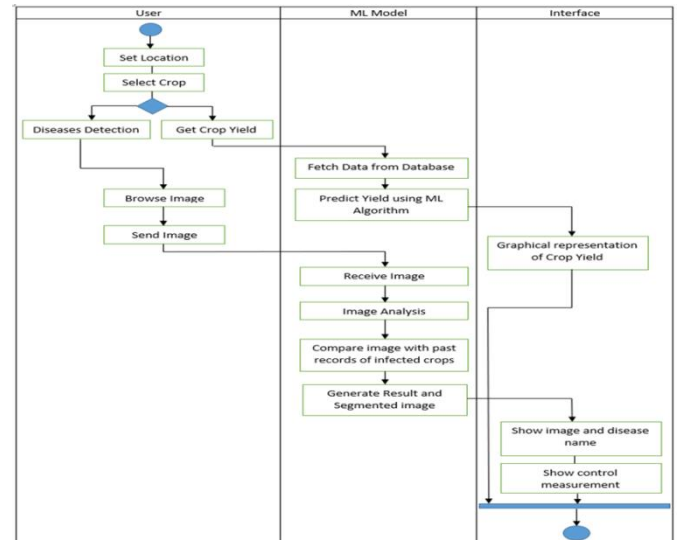 User
ML Model
Interface
Set Location
Select Crop
Diseases Detection
Get Crop Yield
Fetch Data from Database
Browse Image
Predict Yield using ML
Algorithm
Send Image
Graphical representation
of Crop Yield
Receive Image
Image Analysis
Compare image with past
records of infected crops
Generate Result and
Segmented image
Show image and disease
name
Show control
measurement